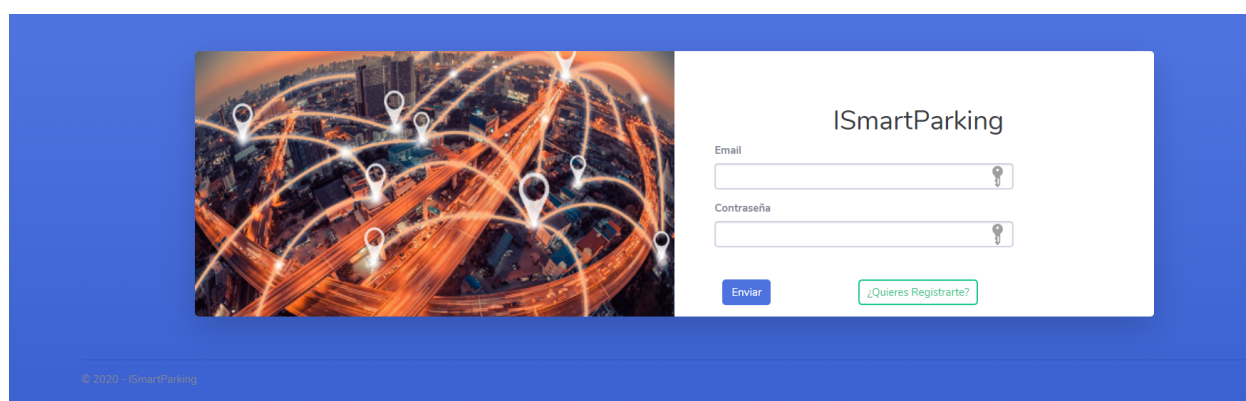 ISmartParking
Email
Contraseña
Enviar
¿Quieres Registrarte?
© 2020 - ISmartParking